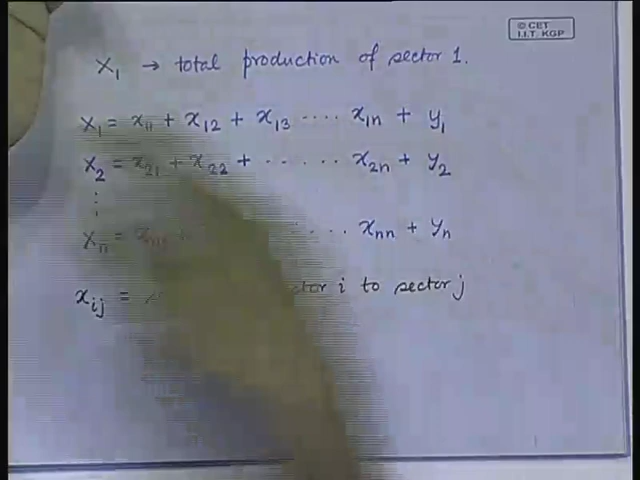 © CET
I.I.T. KGP
X₁ → total production of sector 1.
X₁ = x₁₁ + x₁₂ + x₁₃ .... x₁ₙ + y₁
X₂ = x₂₁ + x₂₂ + ...... x₂ₙ + y₂
⋮
Xₙ = .... xₙₙ + yₙ
xᵢⱼ = i to sector j